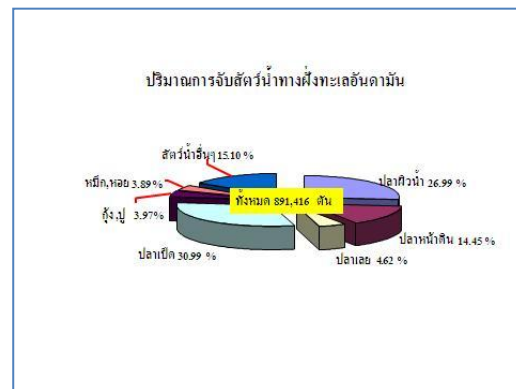 ปริมาณการจับสัตว์น้ำทางฝั่งทะเลอันดามัน
สัตว์น้ำอื่นๆ 15.10 %
หมึก,หอย 3.89 %
ปลาผิวน้ำ 26.99 %
ทั้งหมด 891,416 ตัน
กุ้ง,ปู 3.97%
ปลาหน้าดิน 14.45 %
ปลาเป็ด 30.99 %
ปลาเลย 4.62 %